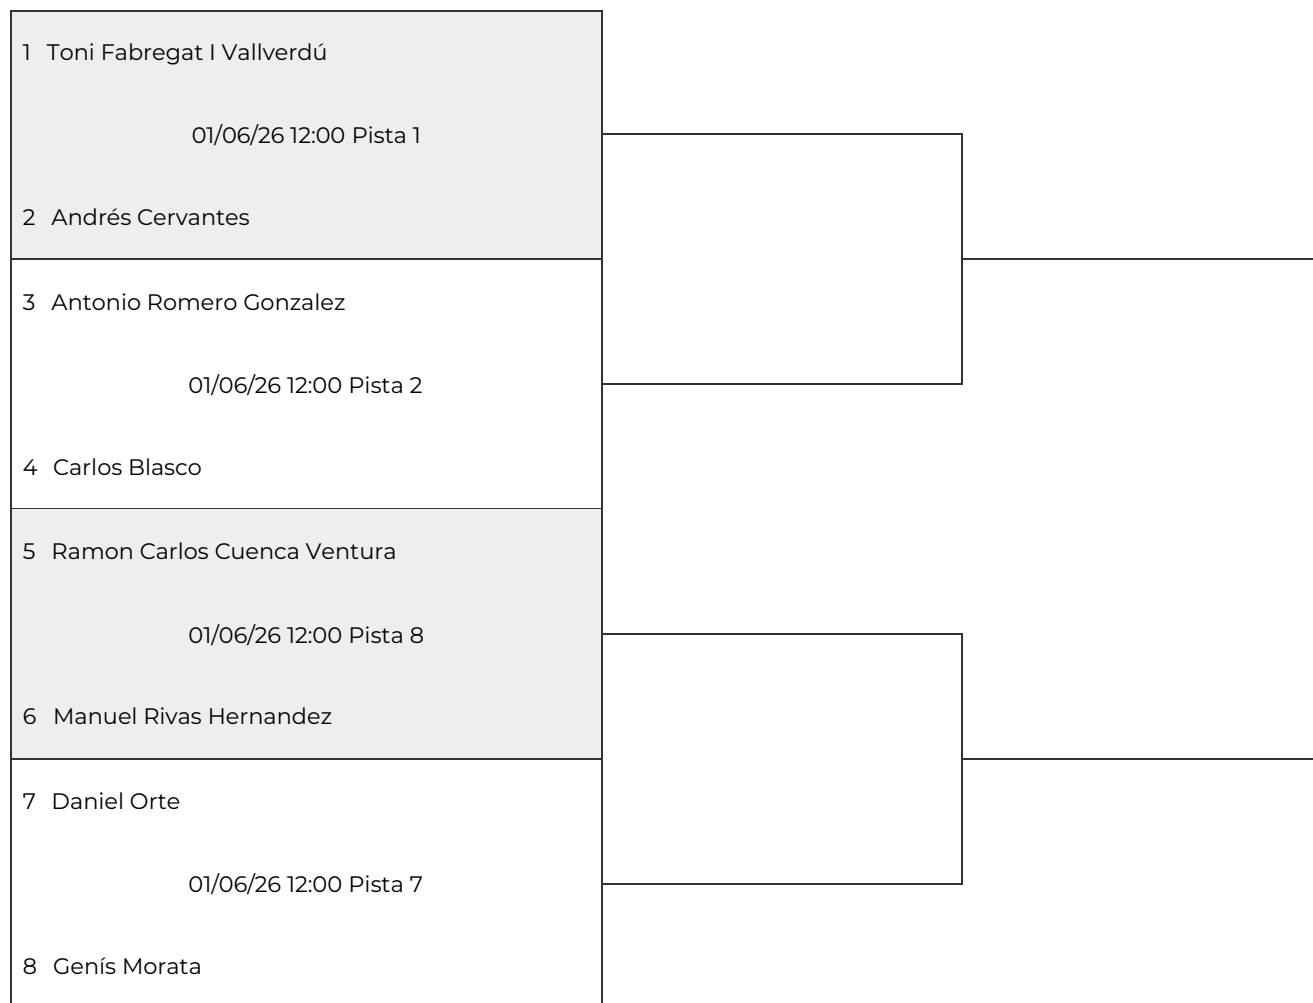 1 Toni Fabregat I Vallverdú
01/06/26 12:00 Pista 1
2 Andrés Cervantes
3 Antonio Romero Gonzalez
01/06/26 12:00 Pista 2
4 Carlos Blasco
5 Ramon Carlos Cuenca Ventura
01/06/26 12:00 Pista 8
6 Manuel Rivas Hernandez
7 Daniel Orte
01/06/26 12:00 Pista 7
8 Genís Morata